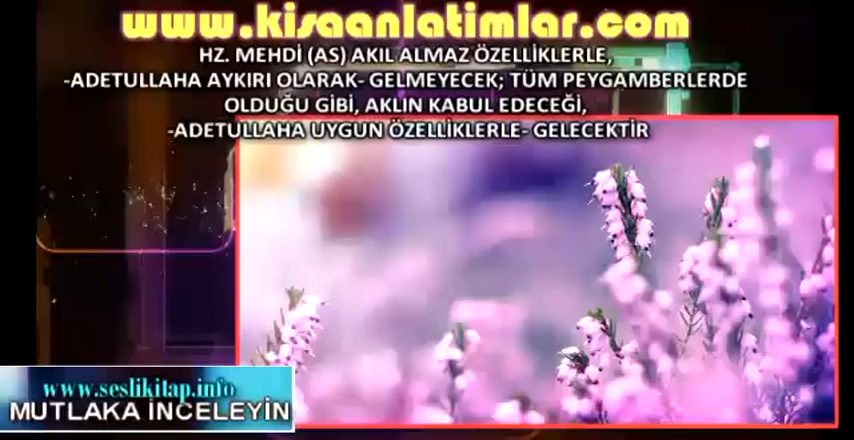 www.kisaanlatimlar.com
HZ. MEHDİ (AS) AKIL ALMAZ ÖZELLİKLERLE,
-ADETULLAHA AYKIRI OLARAK- GELMEYECEK; TÜM PEYGAMBERLERDE
OLDUĞU GİBİ, AKLIN KABUL EDECEĞİ,
-ADETULLAHA UYGUN ÖZELLİKLERLE- GELECEKTİR
www.seslikitap.info
MUTLAKA İNCELEYİN